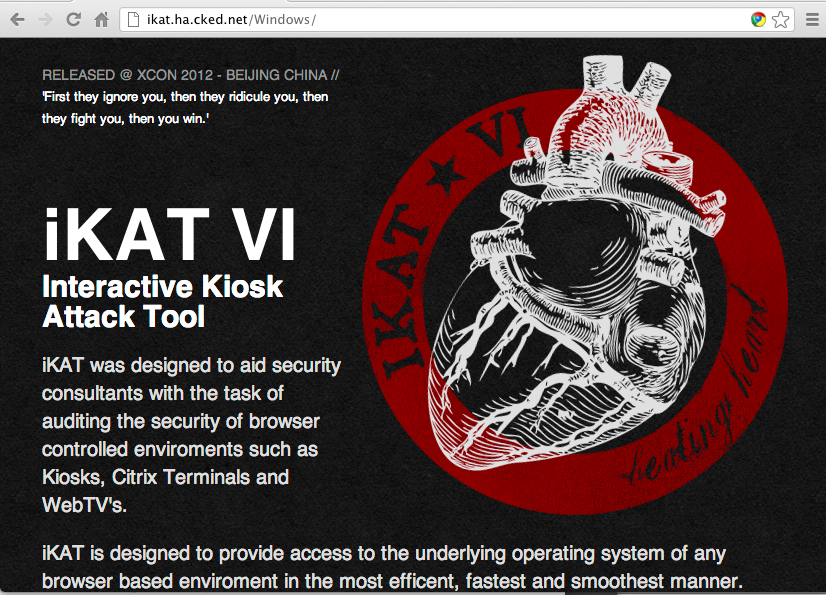 ikat.ha.cked.net/Windows/
RELEASED @ XCON 2012 - BEIJING CHINA //
'First they ignore you, then they ridicule you, then
they fight you, then you win.'
iKAT VI
Interactive Kiosk
Attack Tool
iKAT was designed to aid security
consultants with the task of
auditing the security of browser
controlled enviroments such as
Kiosks, Citrix Terminals and
WebTV's.
iKAT is designed to provide access to the underlying operating system of any
browser based enviroment in the most efficent, fastest and smoothest manner.
IKAT ★ VI
beating heart